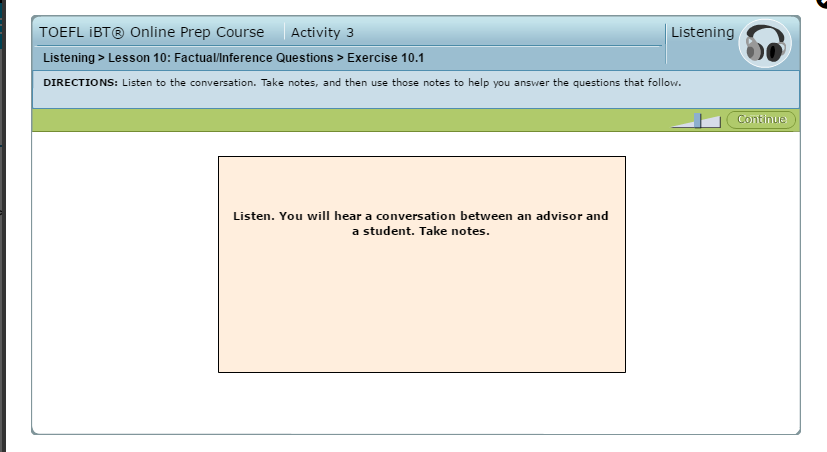 TOEFL iBT® Online Prep Course Activity 3 Listening
Listening > Lesson 10: Factual/Inference Questions > Exercise 10.1
DIRECTIONS: Listen to the conversation. Take notes, and then use those notes to help you answer the questions that follow.
Continue
Listen. You will hear a conversation between an advisor and
a student. Take notes.